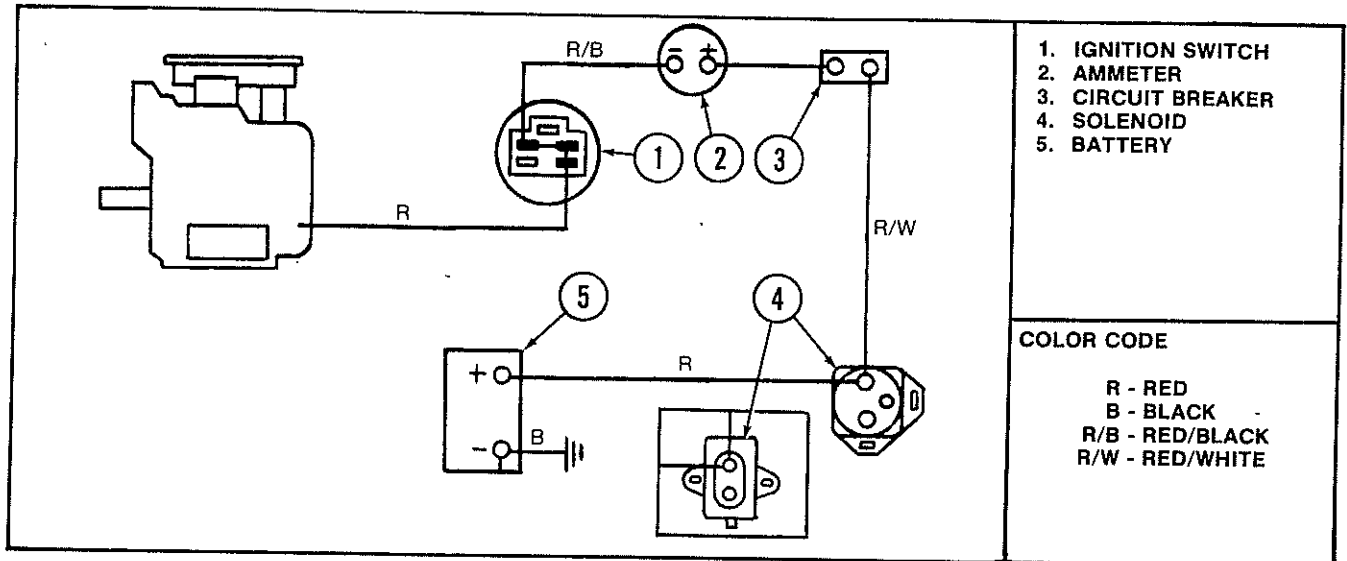 R/B
- +
1. IGNITION SWITCH
2. AMMETER
3. CIRCUIT BREAKER
4. SOLENOID
5. BATTERY
1
2
3
R
R/W
5
4
+
R
- B
COLOR CODE
R - RED
B - BLACK
R/B - RED/BLACK
R/W - RED/WHITE